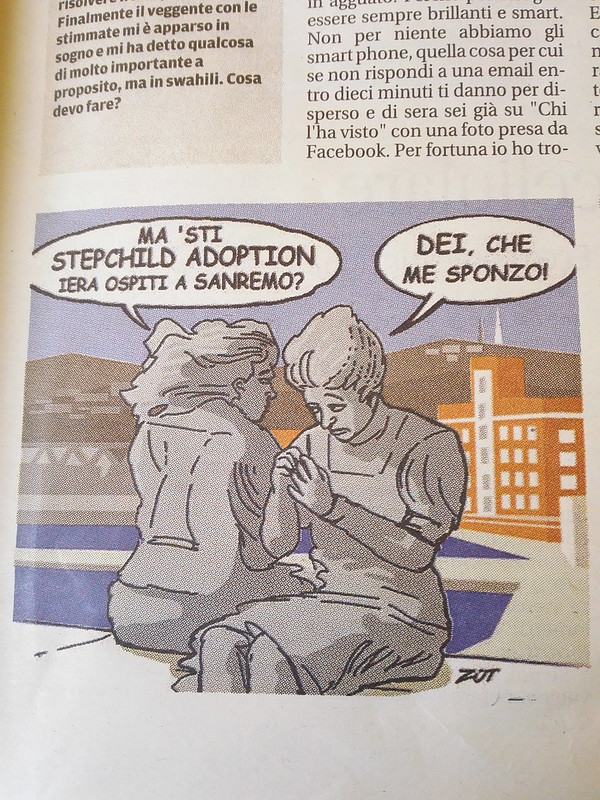 risolvere il
Finalmente il veggente con le
stimmate mi è apparso in
sogno e mi ha detto qualcosa
di molto importante a
proposito, ma in swahili. Cosa
devo fare?
essere sempre brillanti e smart.
Non per niente abbiamo gli
smart phone, quella cosa per cui
se non rispondi a una email en-
tro dieci minuti ti danno per di-
sperso e di sera sei già su "Chi
l'ha visto" con una foto presa da
Facebook. Per fortuna io ho tro-
MA 'STI
STEPCHILD ADOPTION
IERA OSPITI A SANREMO?
DEI, CHE
ME SPONZO!
ZUT